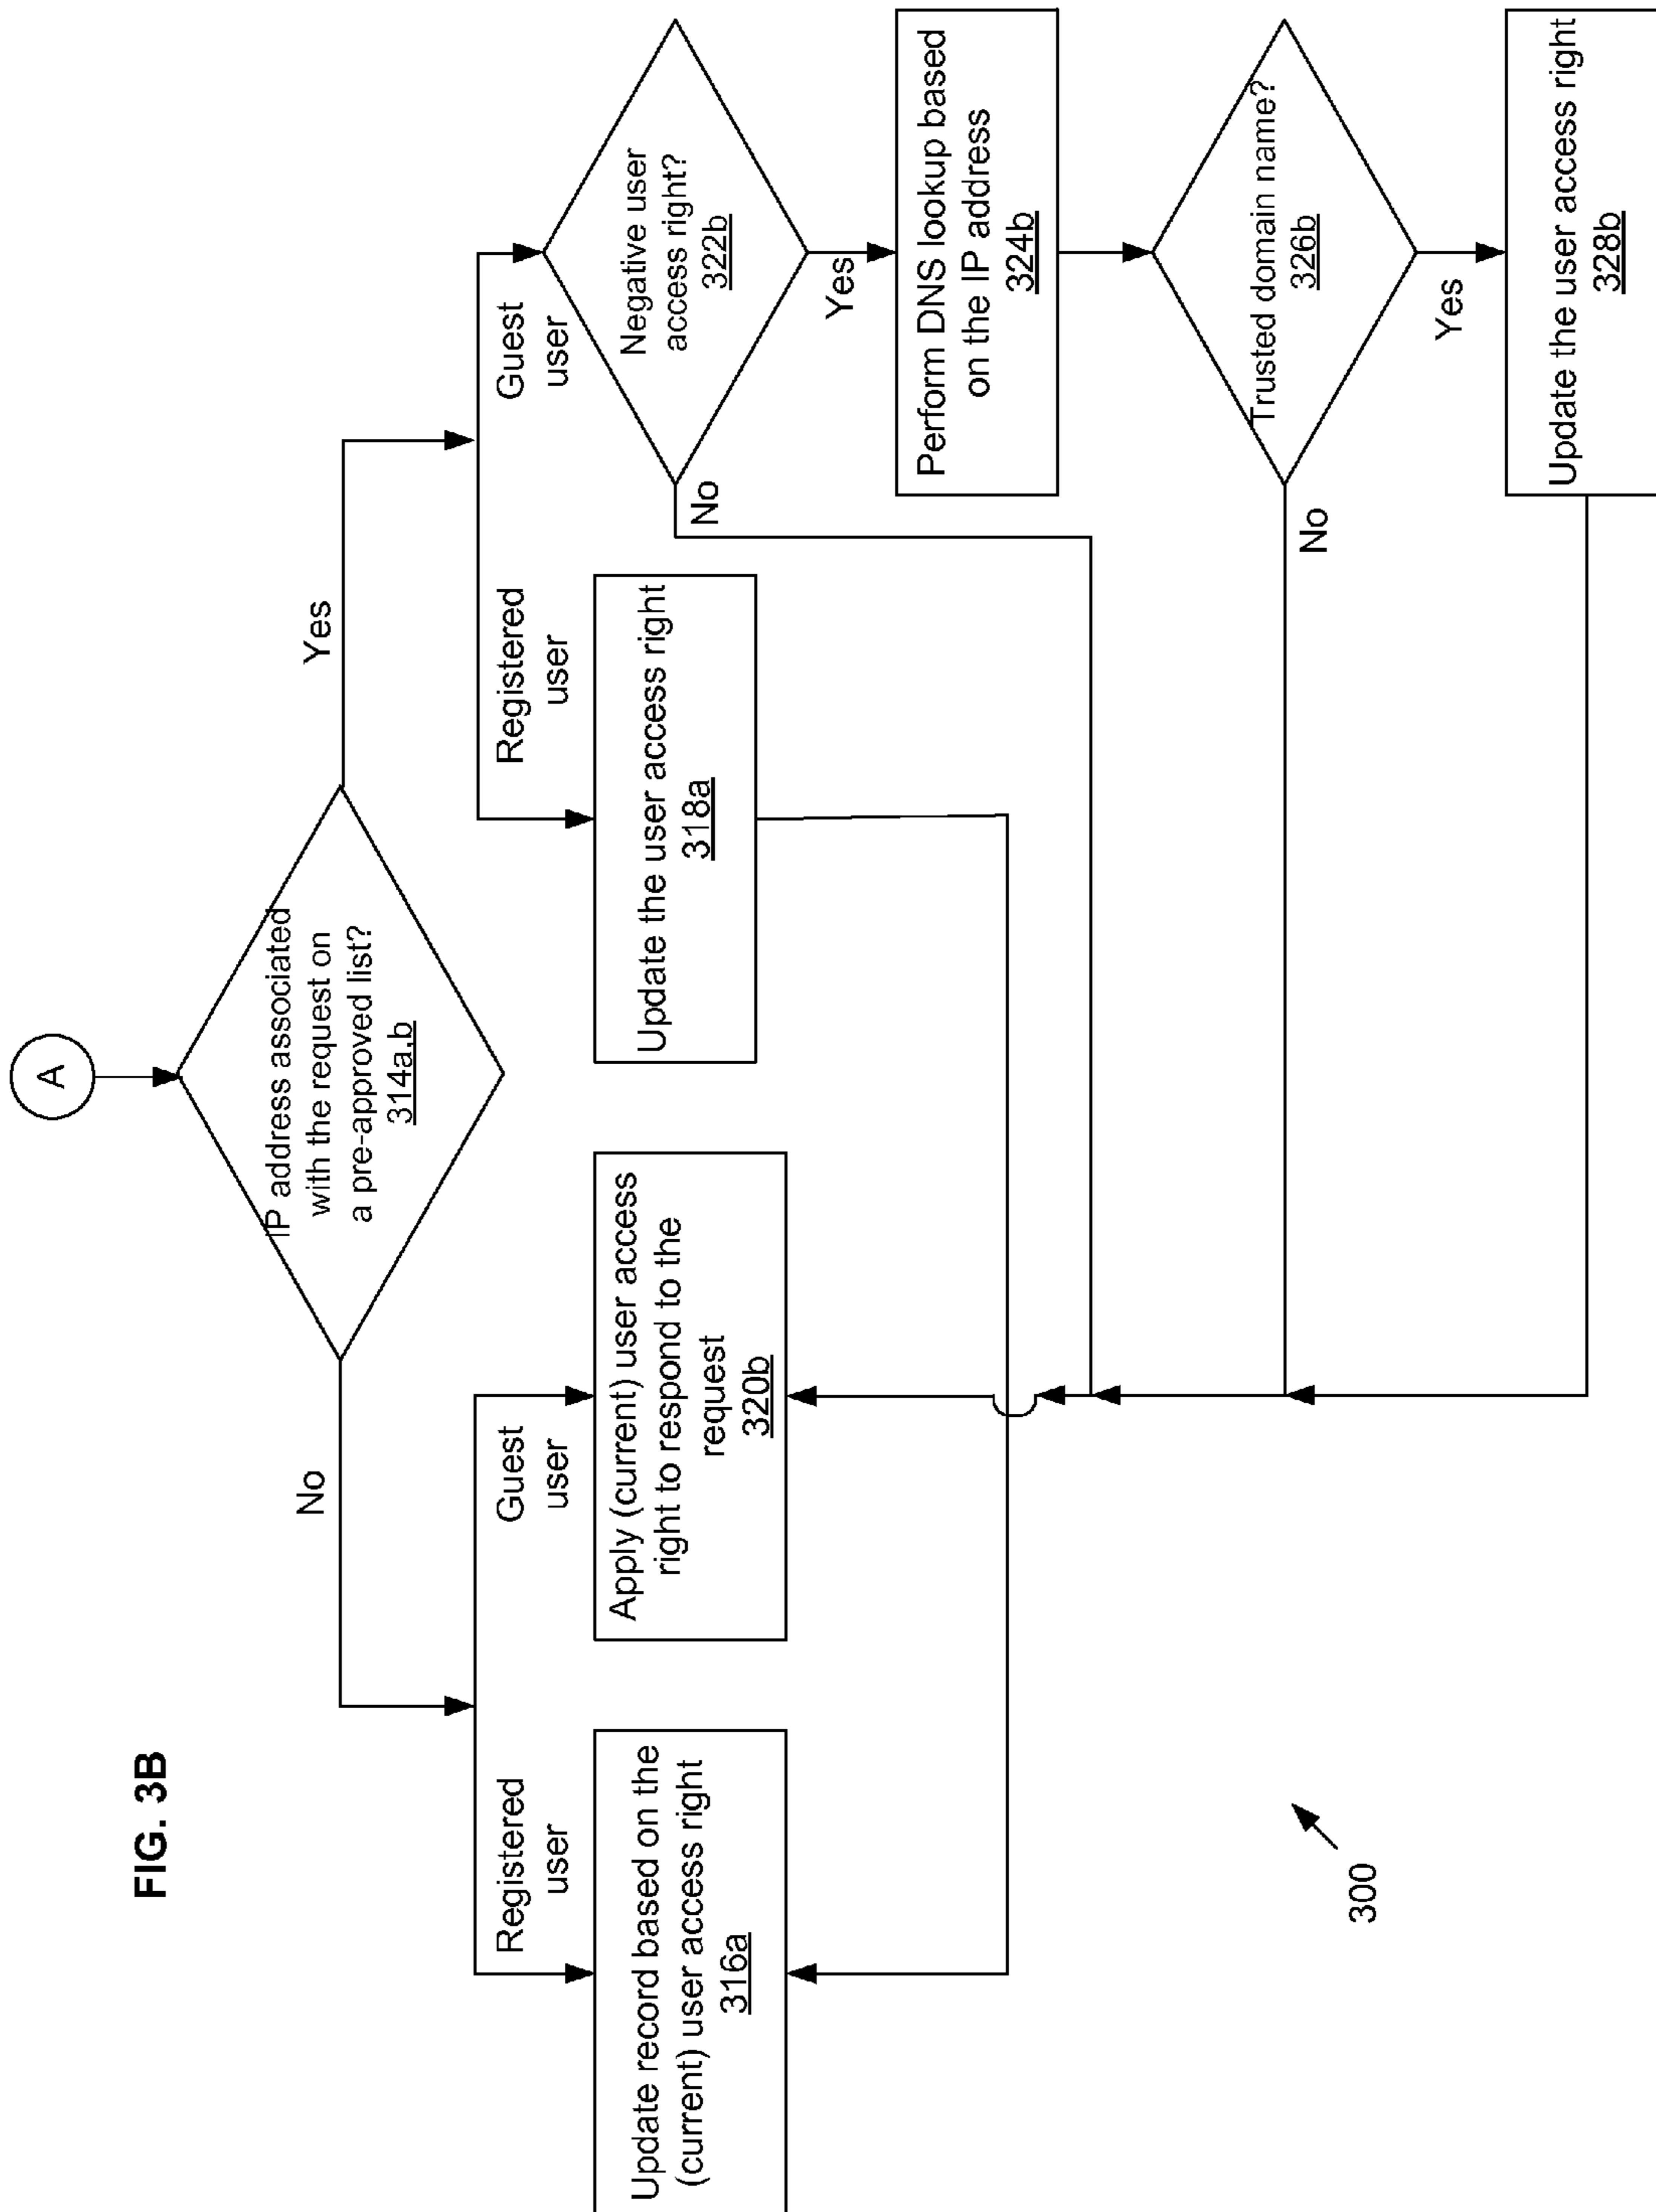 FIG. 3B
A
IP address associated
with the request on
a pre-approved list?
314a,b
No
Yes
Registered
user
Guest
user
Registered
user
Guest
user
Update record based on the
(current) user access right
316a
Apply (current) user access
right to respond to the
request
320b
Update the user access right
318a
Negative user
access right?
322b
No
Yes
Perform DNS lookup based
on the IP address
324b
Trusted domain name?
326b
No
Yes
Update the user access right
328b
300